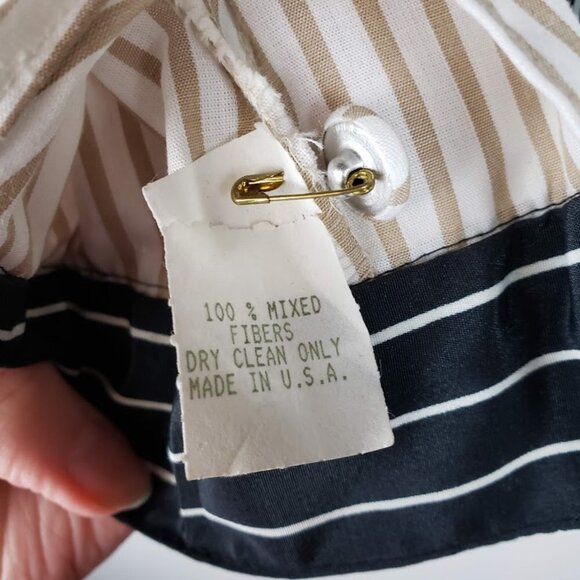 100 % MIXED
FIBERS
DRY CLEAN ONLY
MADE IN U.S.A.